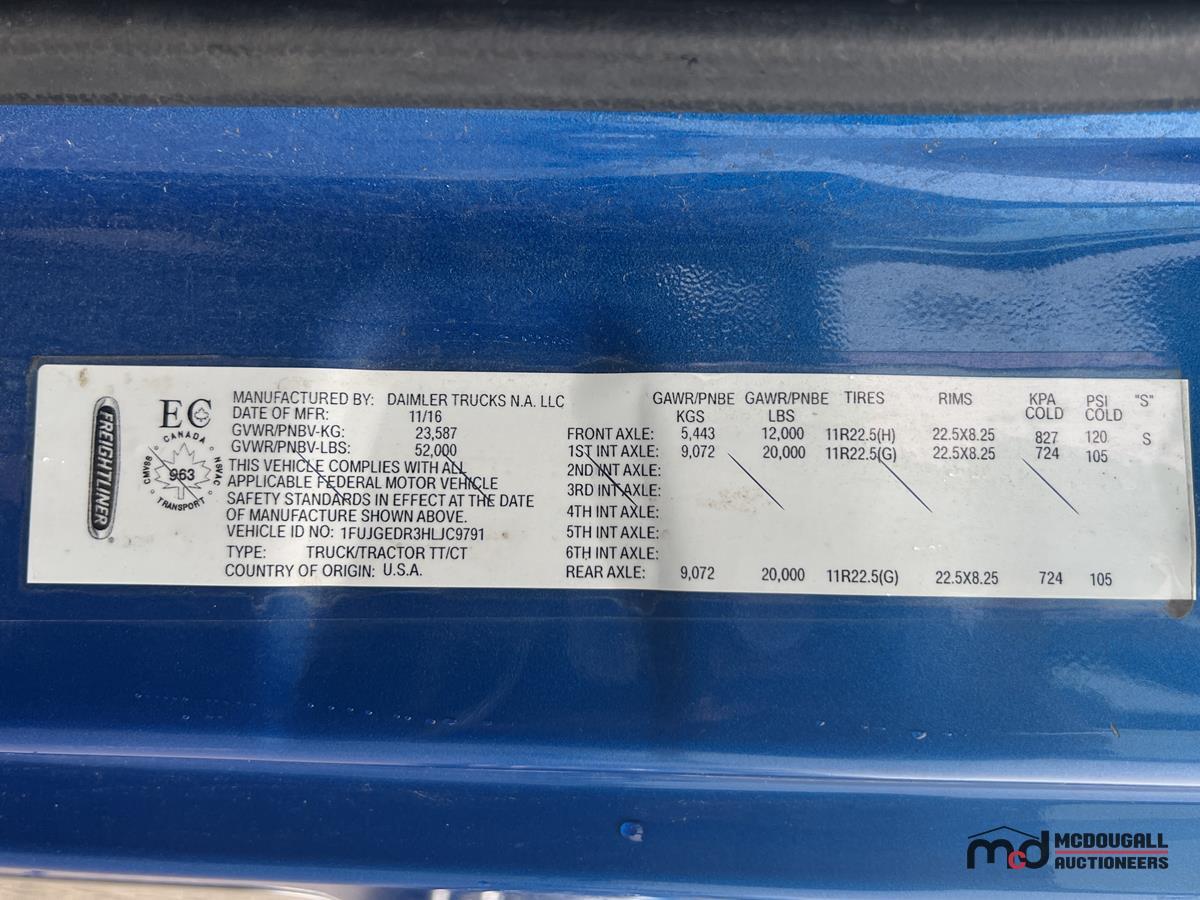 FREIGHTLINER
EC
CANADA
CMVSS 963 NSVAC
TRANSPORT
MANUFACTURED BY: DAIMLER TRUCKS N.A. LLC
DATE OF MFR: 11/16
GVWR/PNBV-KG: 23,587
GVWR/PNBV-LBS: 52,000
THIS VEHICLE COMPLIES WITH ALL
APPLICABLE FEDERAL MOTOR VEHICLE
SAFETY STANDARDS IN EFFECT AT THE DATE
OF MANUFACTURE SHOWN ABOVE.
VEHICLE ID NO: 1FUJGEDR3HLJC9791
TYPE: TRUCK/TRACTOR TT/CT
COUNTRY OF ORIGIN: U.S.A.
GAWR/PNBE GAWR/PNBE TIRES RIMS KPA PSI "S"
KGS LBS COLD COLD
FRONT AXLE: 5,443 12,000 11R22.5(H) 22.5X8.25 827 120 S
1ST INT AXLE: 9,072 20,000 11R22.5(G) 22.5X8.25 724 105
2ND INT AXLE:
3RD INT AXLE:
4TH INT AXLE:
5TH INT AXLE:
6TH INT AXLE:
REAR AXLE: 9,072 20,000 11R22.5(G) 22.5X8.25 724 105
mcd MCDOUGALL
AUCTIONEERS